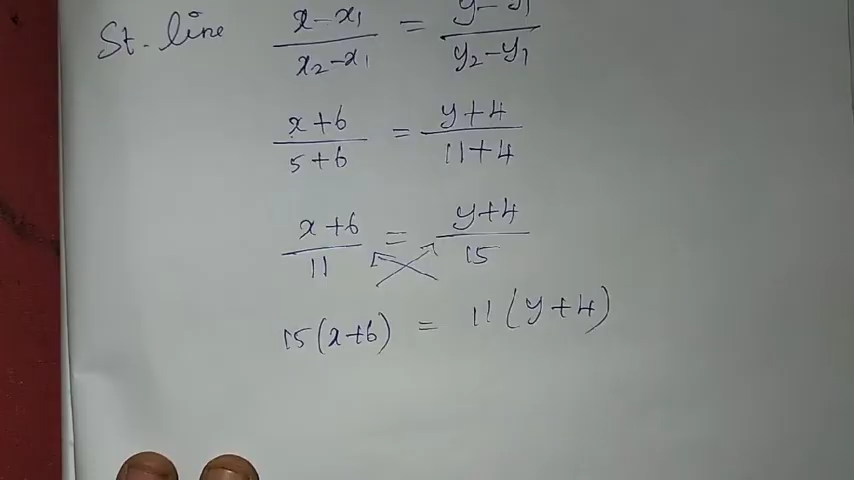 St. line x-x₁/x₂-x₁ = y-y₁/y₂-y₁
x+6/5+6 = y+4/11+4
x+6/11 = y+4/15
15(x+6) = 11(y+4)